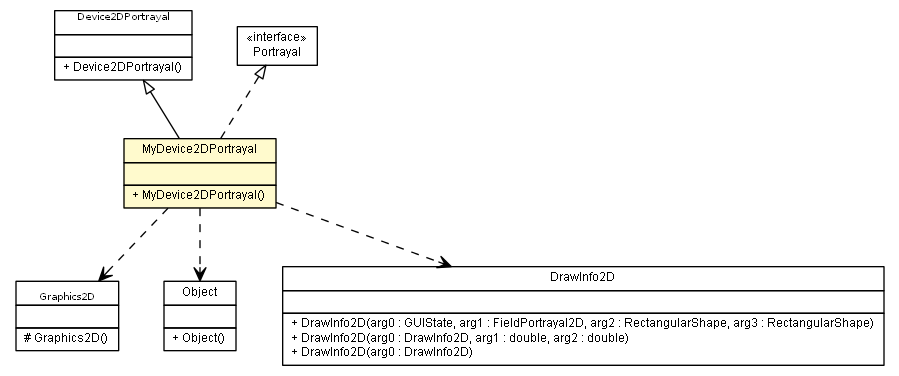 Device2DPortrayal
+ Device2DPortrayal()
«interface»
Portrayal
MyDevice2DPortrayal
+ MyDevice2DPortrayal()
Graphics2D
# Graphics2D()
Object
+ Object()
DrawInfo2D
+ DrawInfo2D(arg0 : GUIState, arg1 : FieldPortrayal2D, arg2 : RectangularShape, arg3 : RectangularShape)
+ DrawInfo2D(arg0 : DrawInfo2D, arg1 : double, arg2 : double)
+ DrawInfo2D(arg0 : DrawInfo2D)